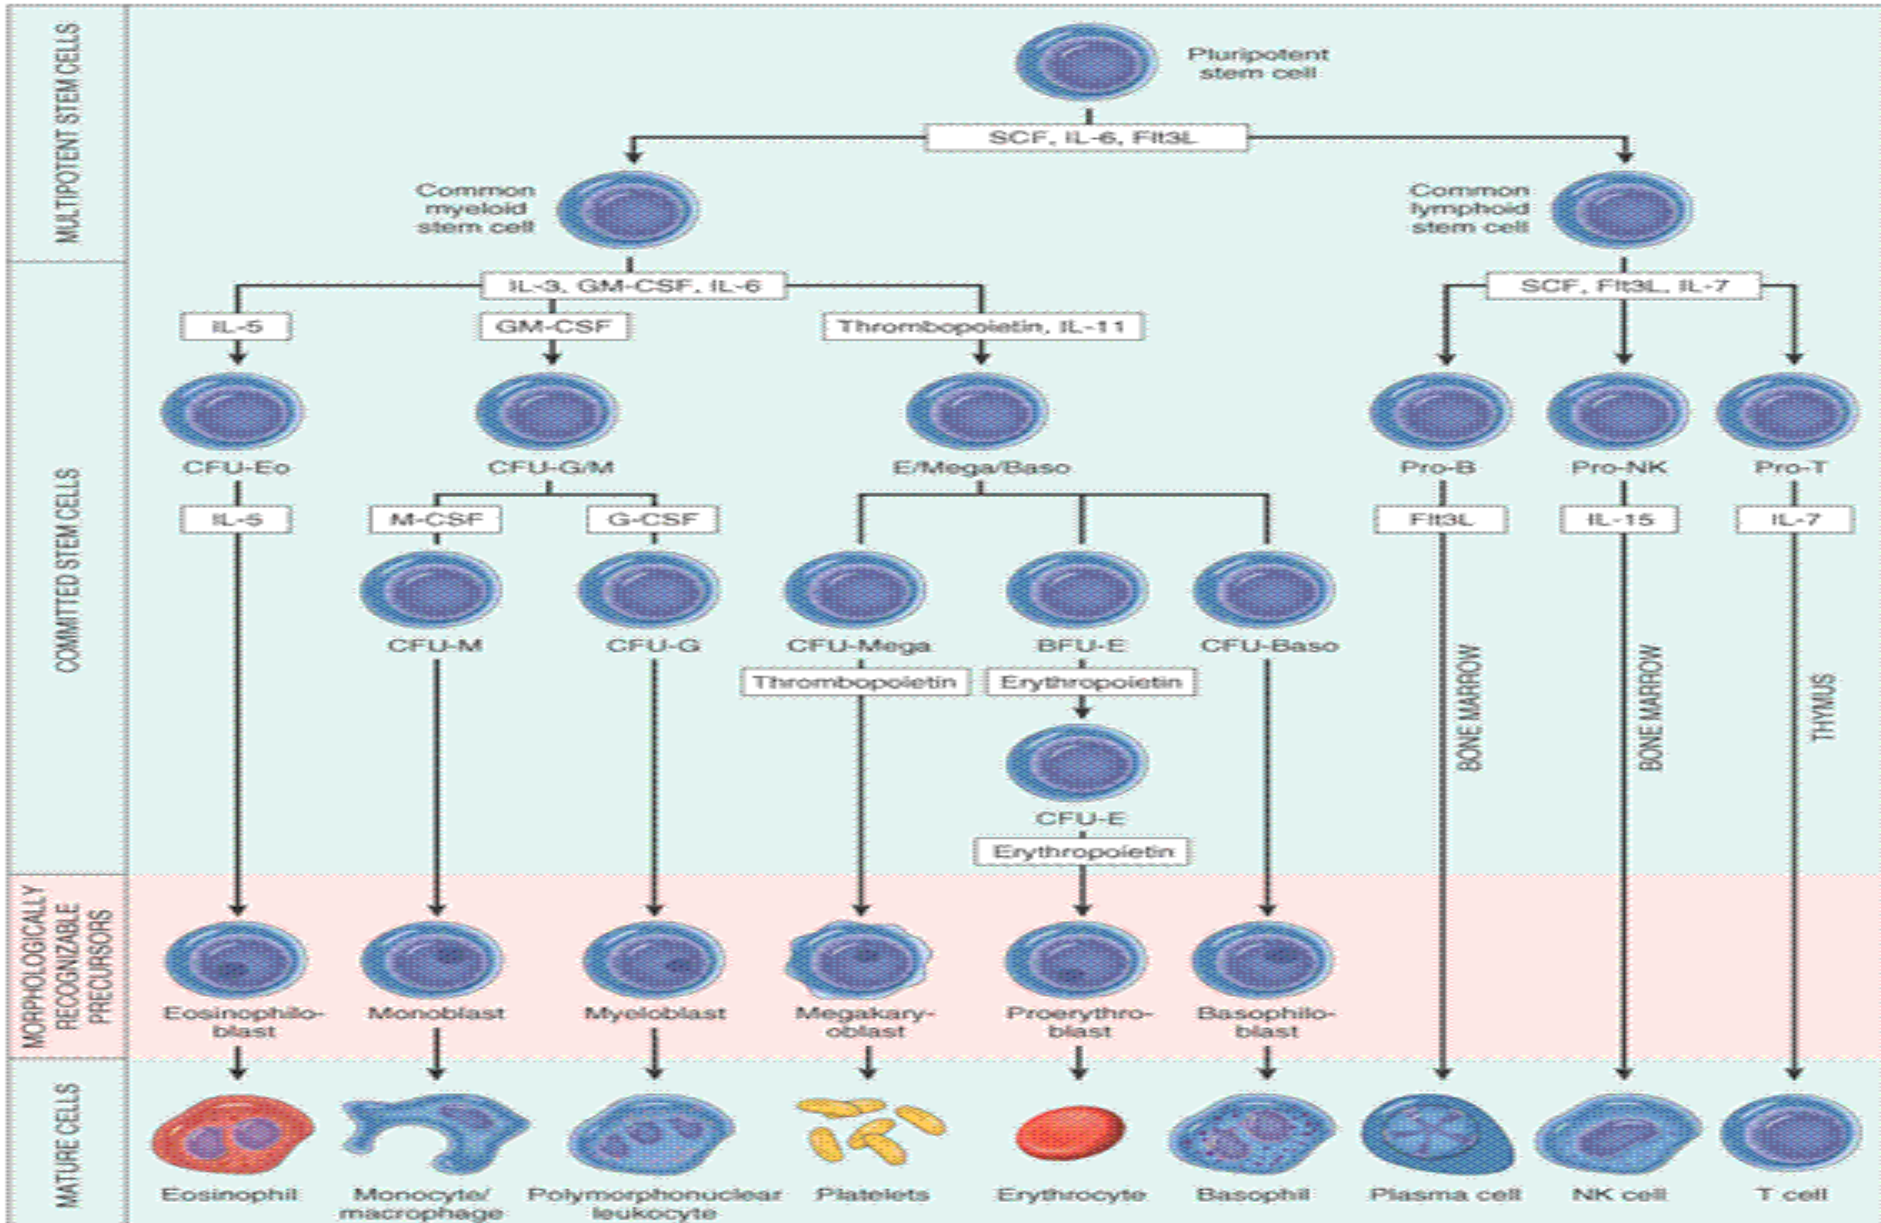 MULTIPOTENT STEM CELLS
Pluripotent
stem cell
SCF, IL-6, Flt3L
Common
myeloid
stem cell
Common
lymphoid
stem cell
COMMITTED STEM CELLS
IL-3, GM-CSF, IL-6
SCF, Flt3L, IL-7
IL-5
GM-CSF
Thrombopoietin, IL-11
CFU-Eo
CFU-G/M
E/Mega/Baso
Pro-B
Pro-NK
Pro-T
IL-5
M-CSF
G-CSF
Flt3L
IL-15
IL-7
CFU-M
CFU-G
CFU-Mega
BFU-E
CFU-Baso
Thrombopoietin
Erythropoietin
BONE MARROW
BONE MARROW
THYMUS
CFU-E
Erythropoietin
MORPHOLOGICALLY
RECOGNIZABLE
PRECURSORS
Eosinophilo-
blast
Monoblast
Myeloblast
Megakary-
oblast
Proerythro-
blast
Basophilo-
blast
MATURE CELLS
Eosinophil
Monocyte/
macrophage
Polymorphonuclear
leukocyte
Platelets
Erythrocyte
Basophil
Plasma cell
NK cell
T cell